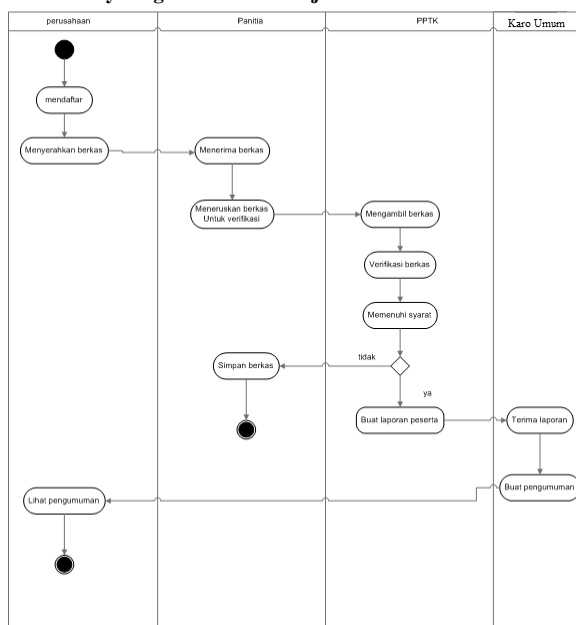 perusahaan
Panitia
PPTK
Karo Umum
mendaftar
Menyerahkan berkas
Menerima berkas
Meneruskan berkas
Untuk verifikasi
Mengambil berkas
Verifikasi berkas
Memenuhi syarat
tidak
Simpan berkas
ya
Buat laporan peserta
Terima laporan
Buat pengumuman
Lihat pengumuman